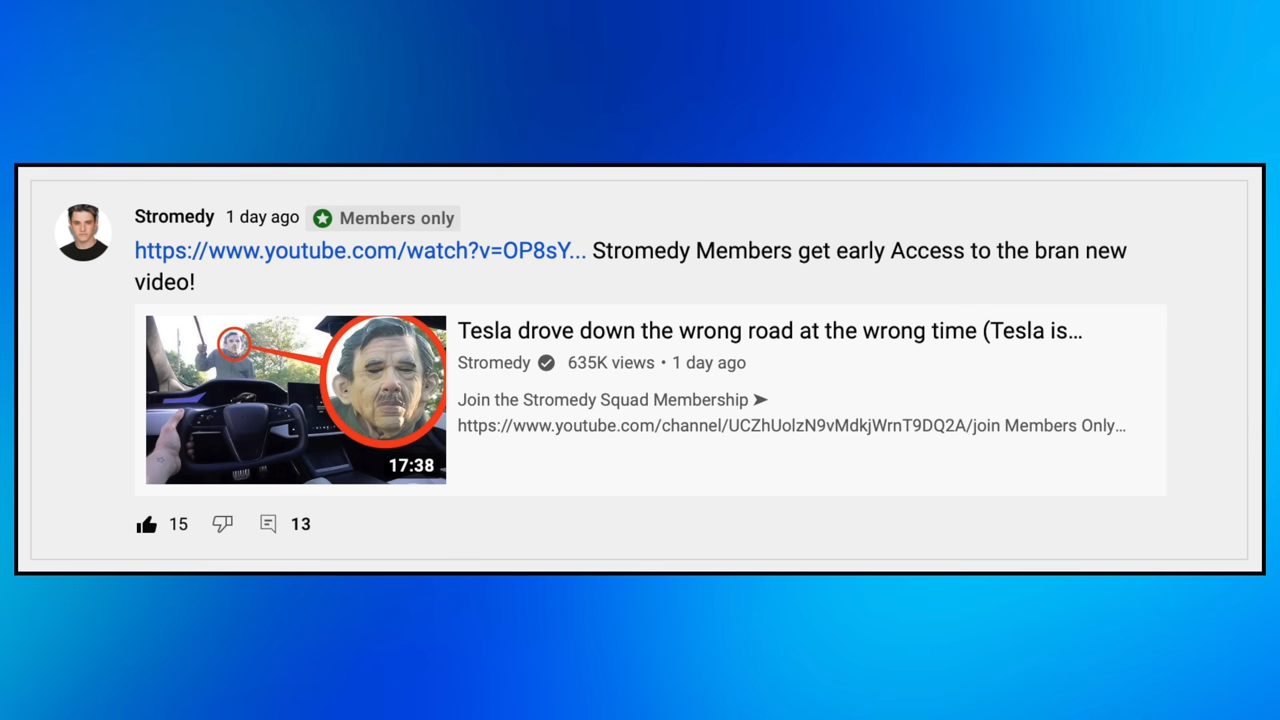 Stromedy 1 day ago Members only
https://www.youtube.com/watch?v=OP8sY... Stromedy Members get early Access to the bran new
video!
Tesla drove down the wrong road at the wrong time (Tesla is...
Stromedy 635K views • 1 day ago
Join the Stromedy Squad Membership ➤
https://www.youtube.com/channel/UCZhUolzN9vMdkjWrnT9DQ2A/join Members Only...
17:38
15 13